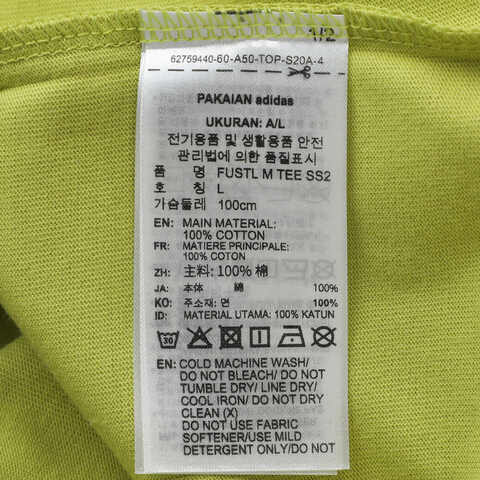 1/2
62759440-60-A50-TOP-S20A-4
PAKAIAN adidas
UKURAN: A/L
전기용품 및 생활용품 안전
관리법에 의한 품질표시
품 명 FUSTL M TEE SS2
호 칭 L
가슴둘레 100cm
EN: MAIN MATERIAL:
100% COTTON
FR: MATIERE PRINCIPALE:
100% COTON
ZH: 主料: 100% 棉
JA: 本体 綿 100%
KO: 주소재: 면 100%
ID: MATERIAL UTAMA: 100% KATUN
30
EN: COLD MACHINE WASH/
DO NOT BLEACH/ DO NOT
TUMBLE DRY/ LINE DRY/
COOL IRON/ DO NOT DRY
CLEAN (X)
DO NOT USE FABRIC
SOFTENER/USE MILD
DETERGENT ONLY/DO NOT